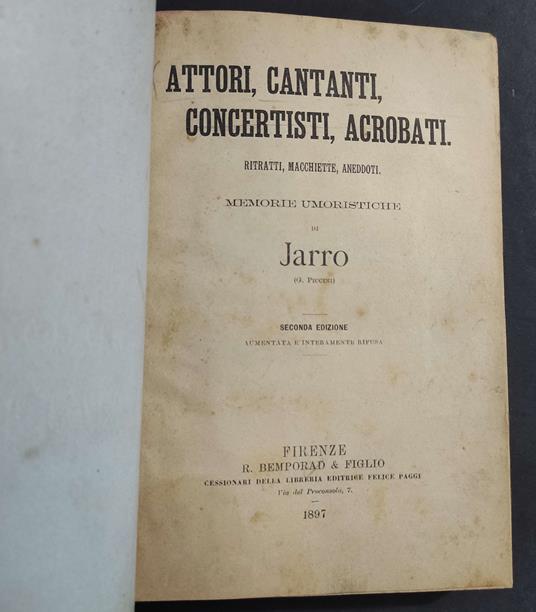 ATTORI, CANTANTI,
CONCERTISTI, ACROBATI.
RITRATTI, MACCHIETTE, ANEDDOTI.
MEMORIE UMORISTICHE
DI
Jarro
(G. PICCINI)
SECONDA EDIZIONE
AUMENTATA E INTERAMENTE RIFUSA
FIRENZE
R. BEMPORAD & FIGLIO
CESSIONARI DELLA LIBRERIA EDITRICE FELICE PAGGI
Via del Proconsolo, 7.
1897